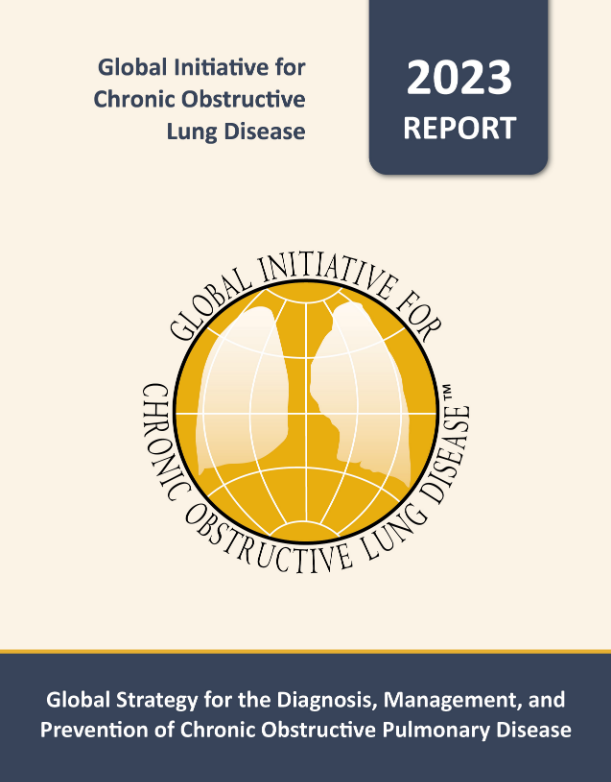 Global Initiative for
Chronic Obstructive
Lung Disease
2023
REPORT
GLOBAL INITIATIVE FOR
CHRONIC OBSTRUCTIVE LUNG DISEASE™
Global Strategy for the Diagnosis, Management, and
Prevention of Chronic Obstructive Pulmonary Disease